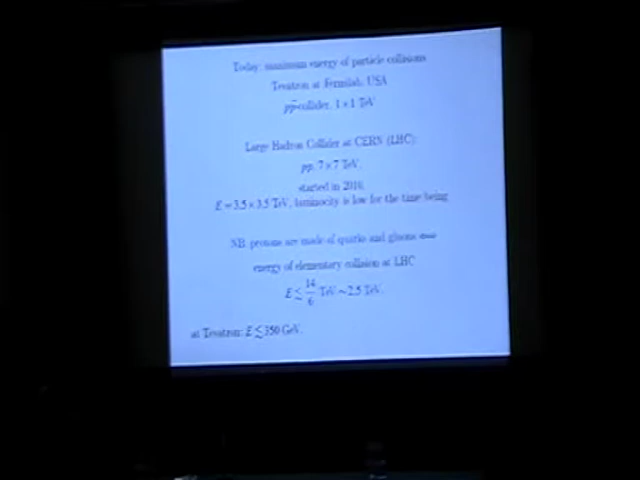 Today: maximum energy of particle collisions
Tevatron at Fermilab, USA
pp̄-collider, 1×1 TeV
Large Hadron Collider at CERN (LHC):
pp, 7×7 TeV,
started in 2010,
E = 3.5×3.5 TeV, luminocity is low for the time being
NB: protons are made of quarks and gluons ⟹
energy of elementary collision at LHC
E ≲ 14/6 TeV ~ 2.5 TeV.
at Tevatron: E ≲ 350 GeV.